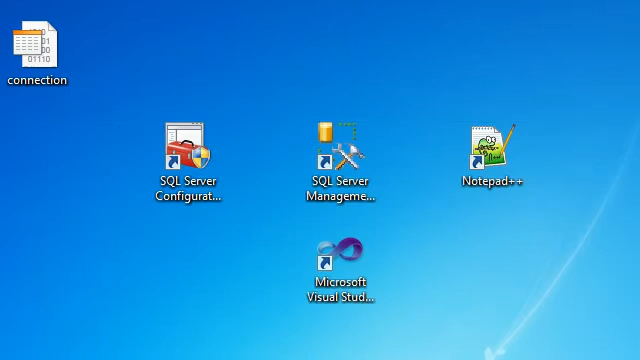 connection
SQL Server
Configurat...
SQL Server
Manageme...
Notepad++
Microsoft
Visual Stud...